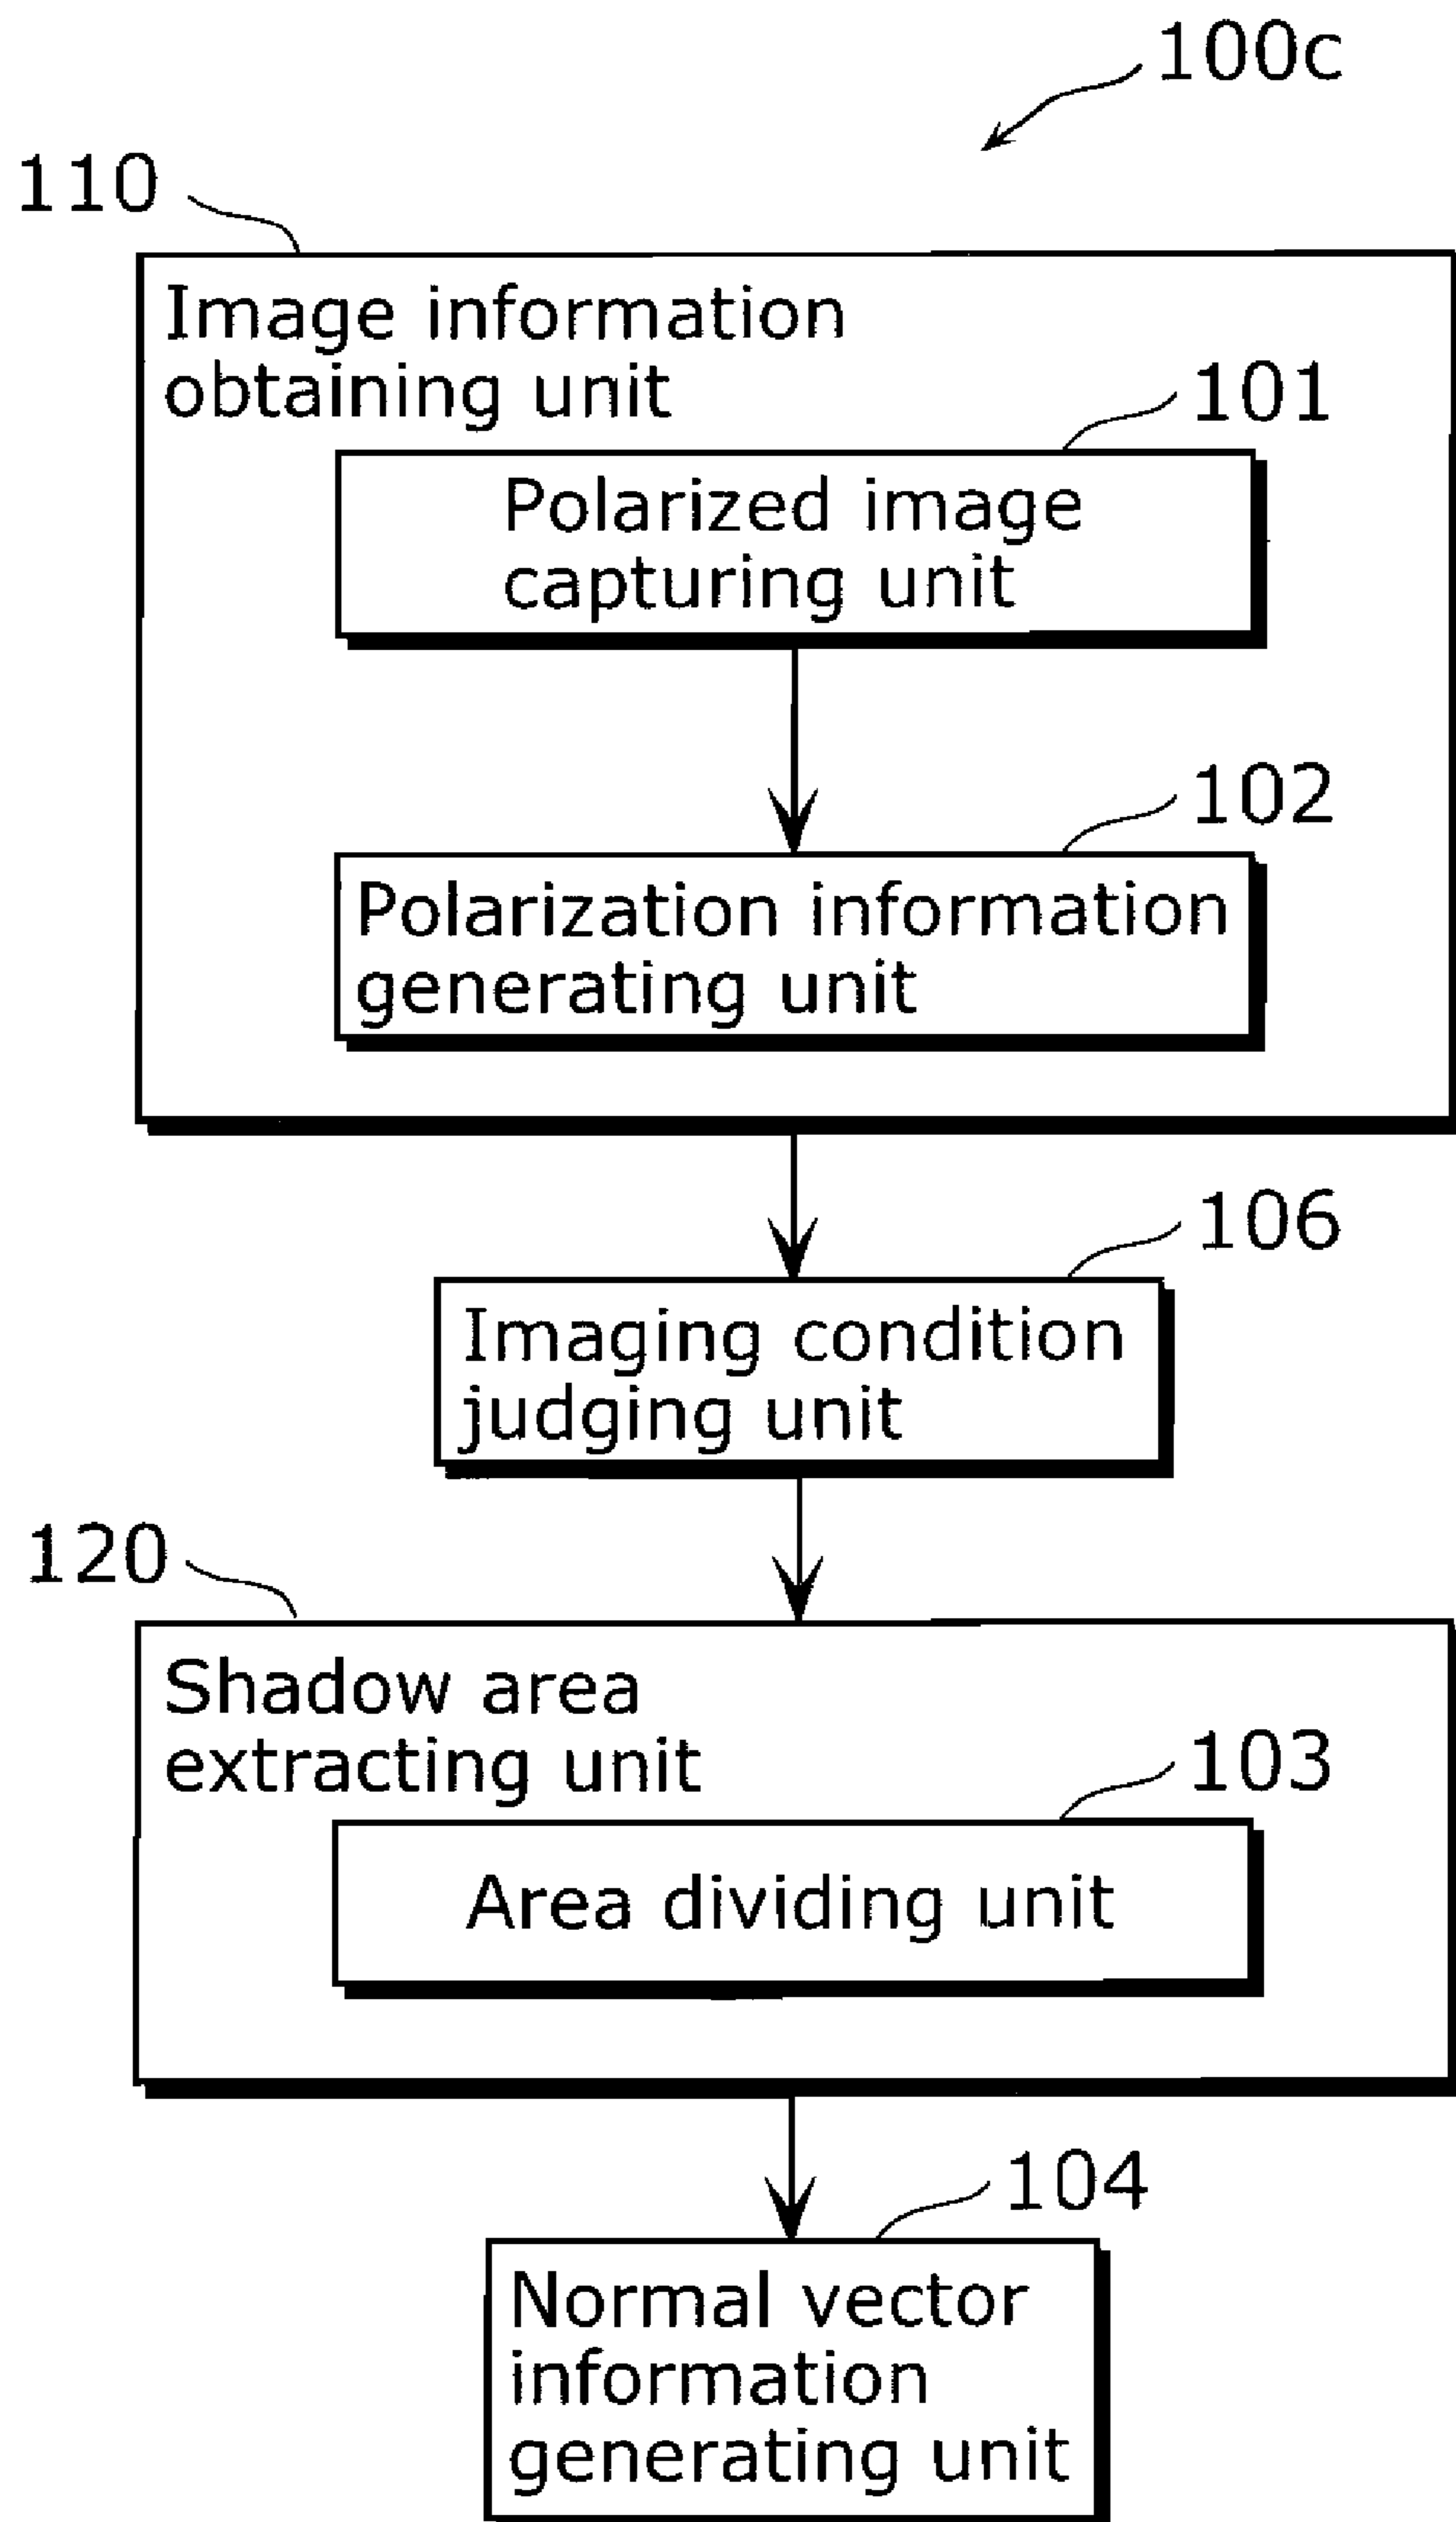 100c
110
Image information
obtaining unit
101
Polarized image
capturing unit
102
Polarization information
generating unit
106
Imaging condition
judging unit
120
Shadow area
extracting unit
103
Area dividing unit
104
Normal vector
information
generating unit